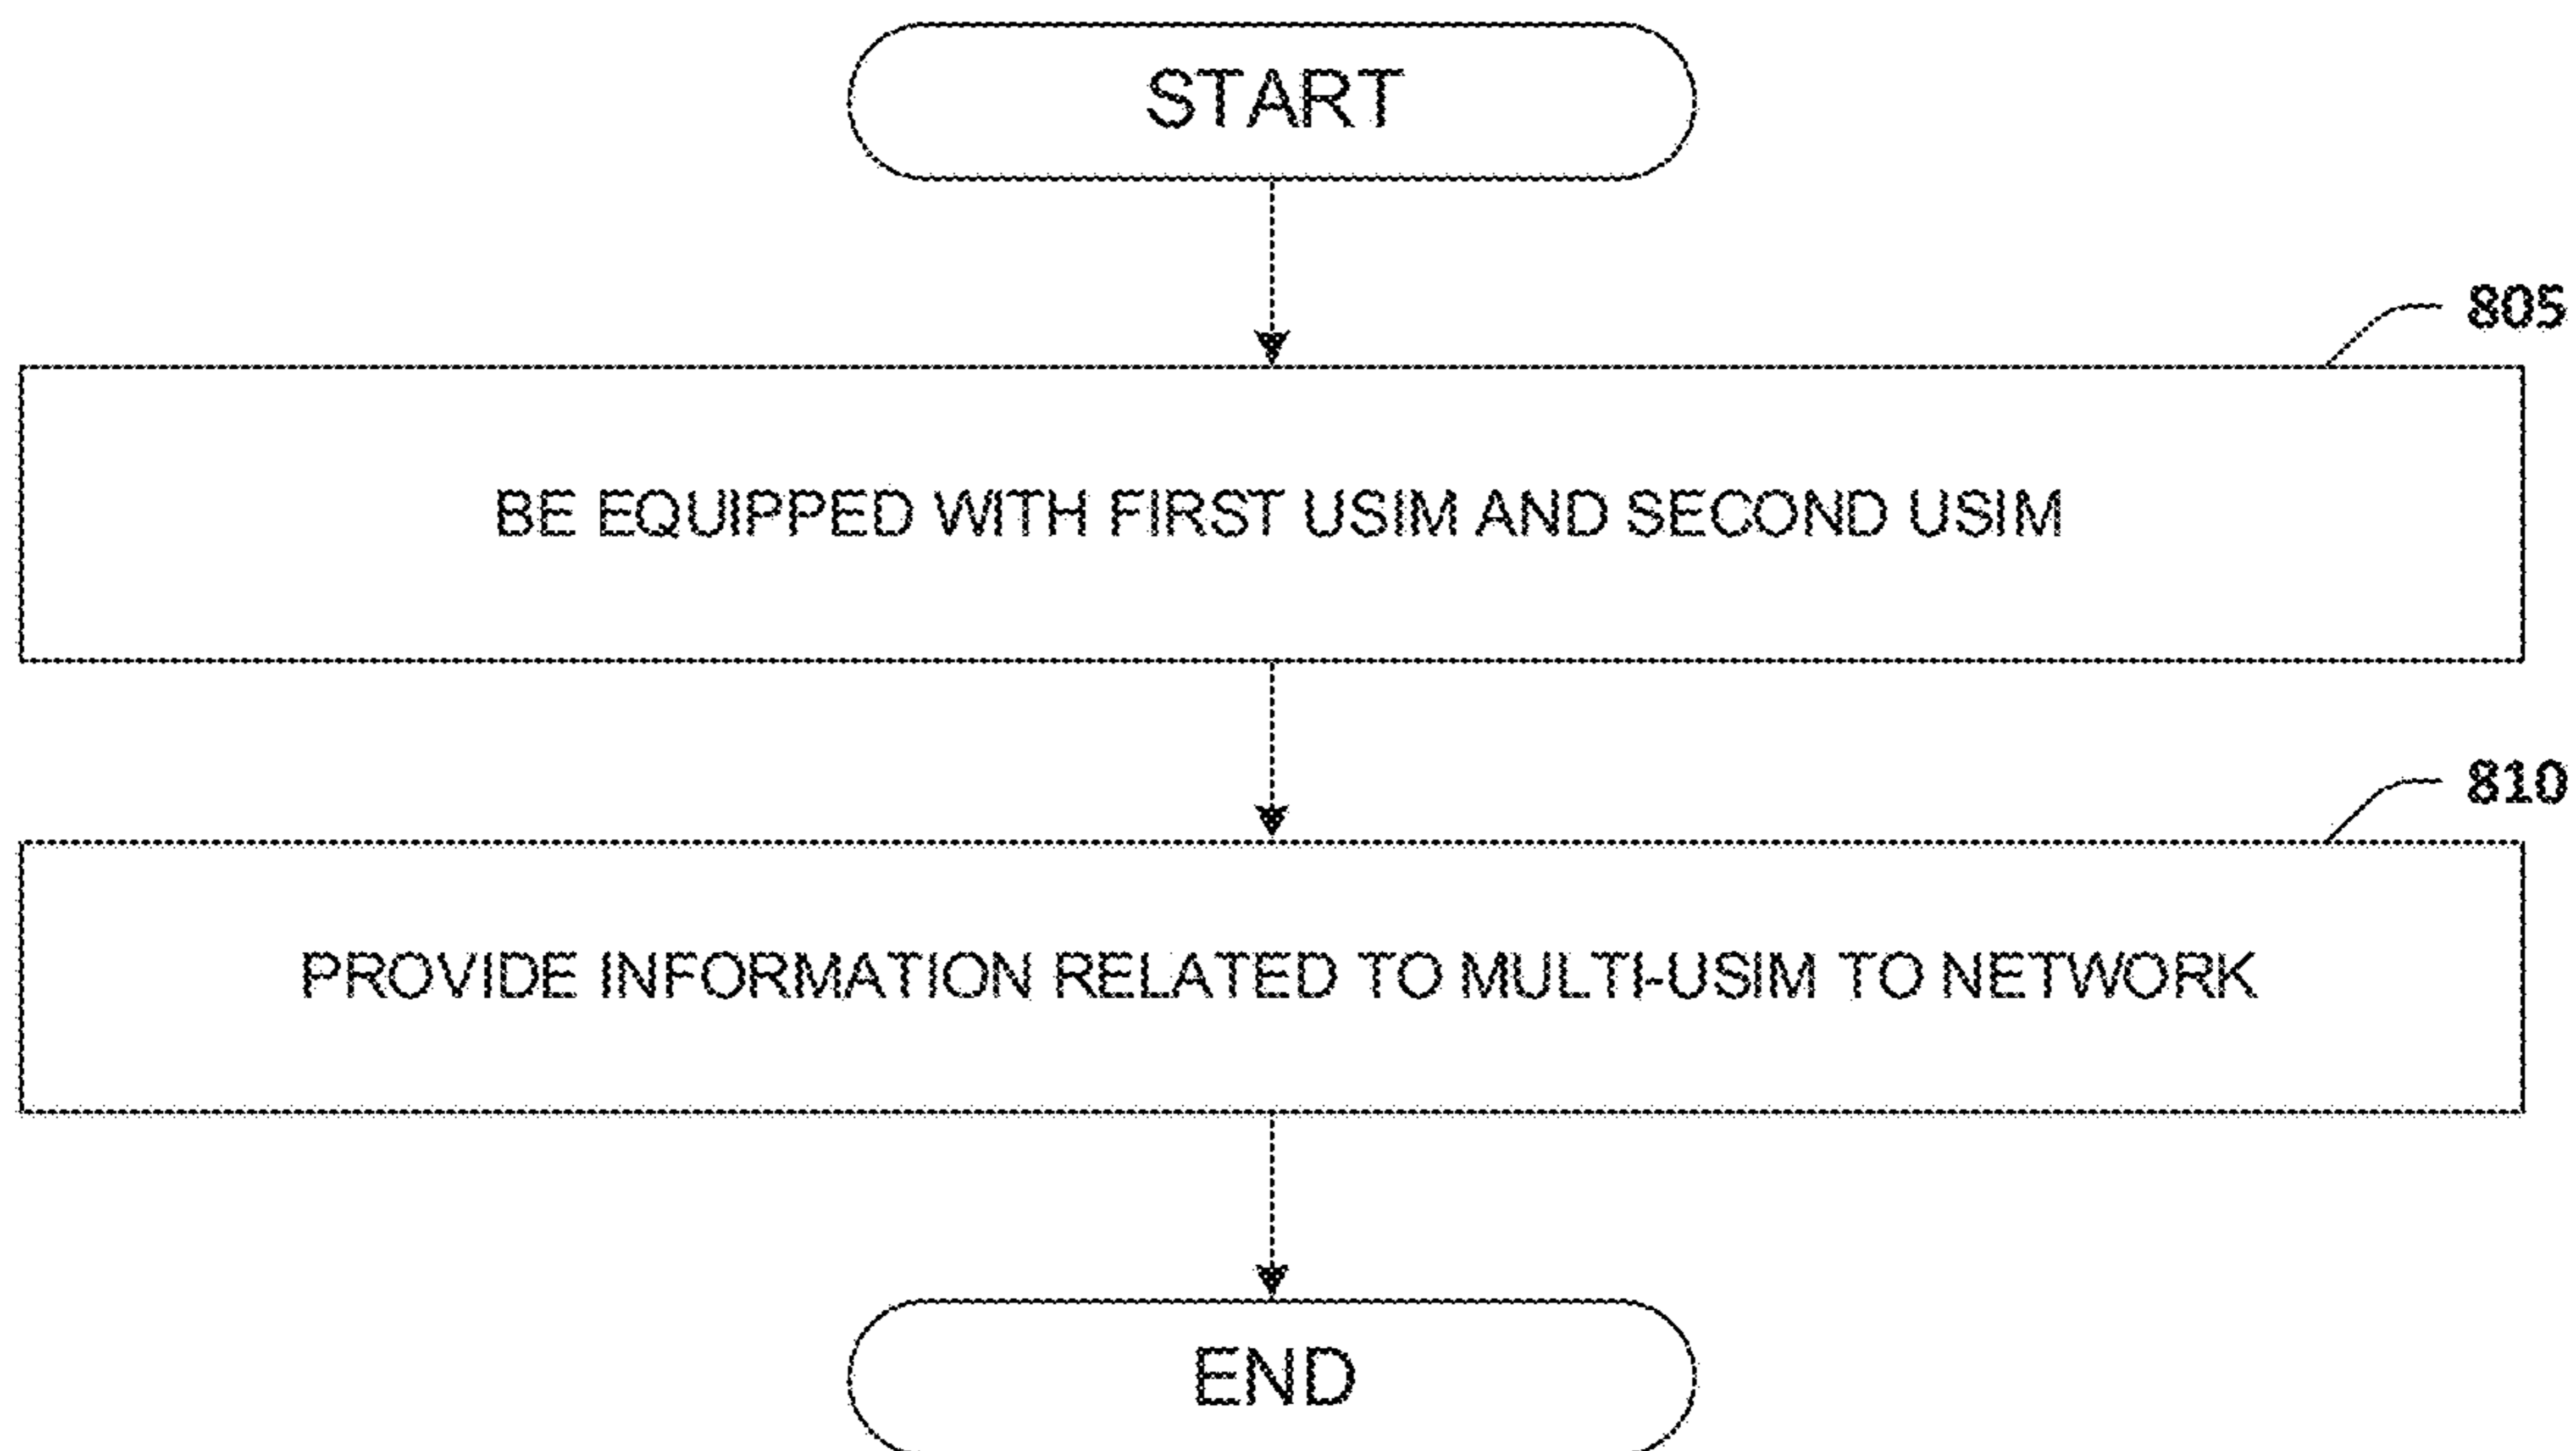 START
805
BE EQUIPPED WITH FIRST USIM AND SECOND USIM
810
PROVIDE INFORMATION RELATED TO MULTI-USIM TO NETWORK
END